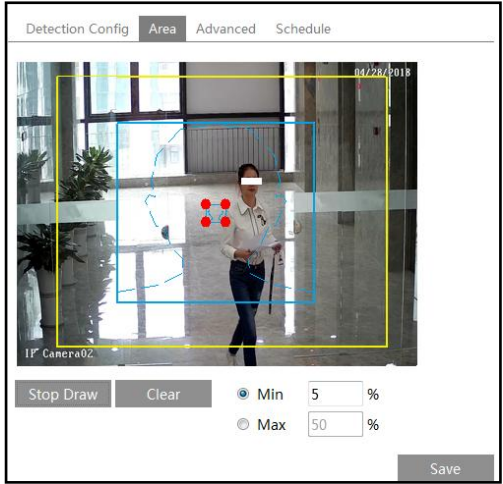 Detection Config Area Advanced Schedule
04/28/2018
IP Camera02
Stop Draw Clear Min 5 %
Max 50 %
Save